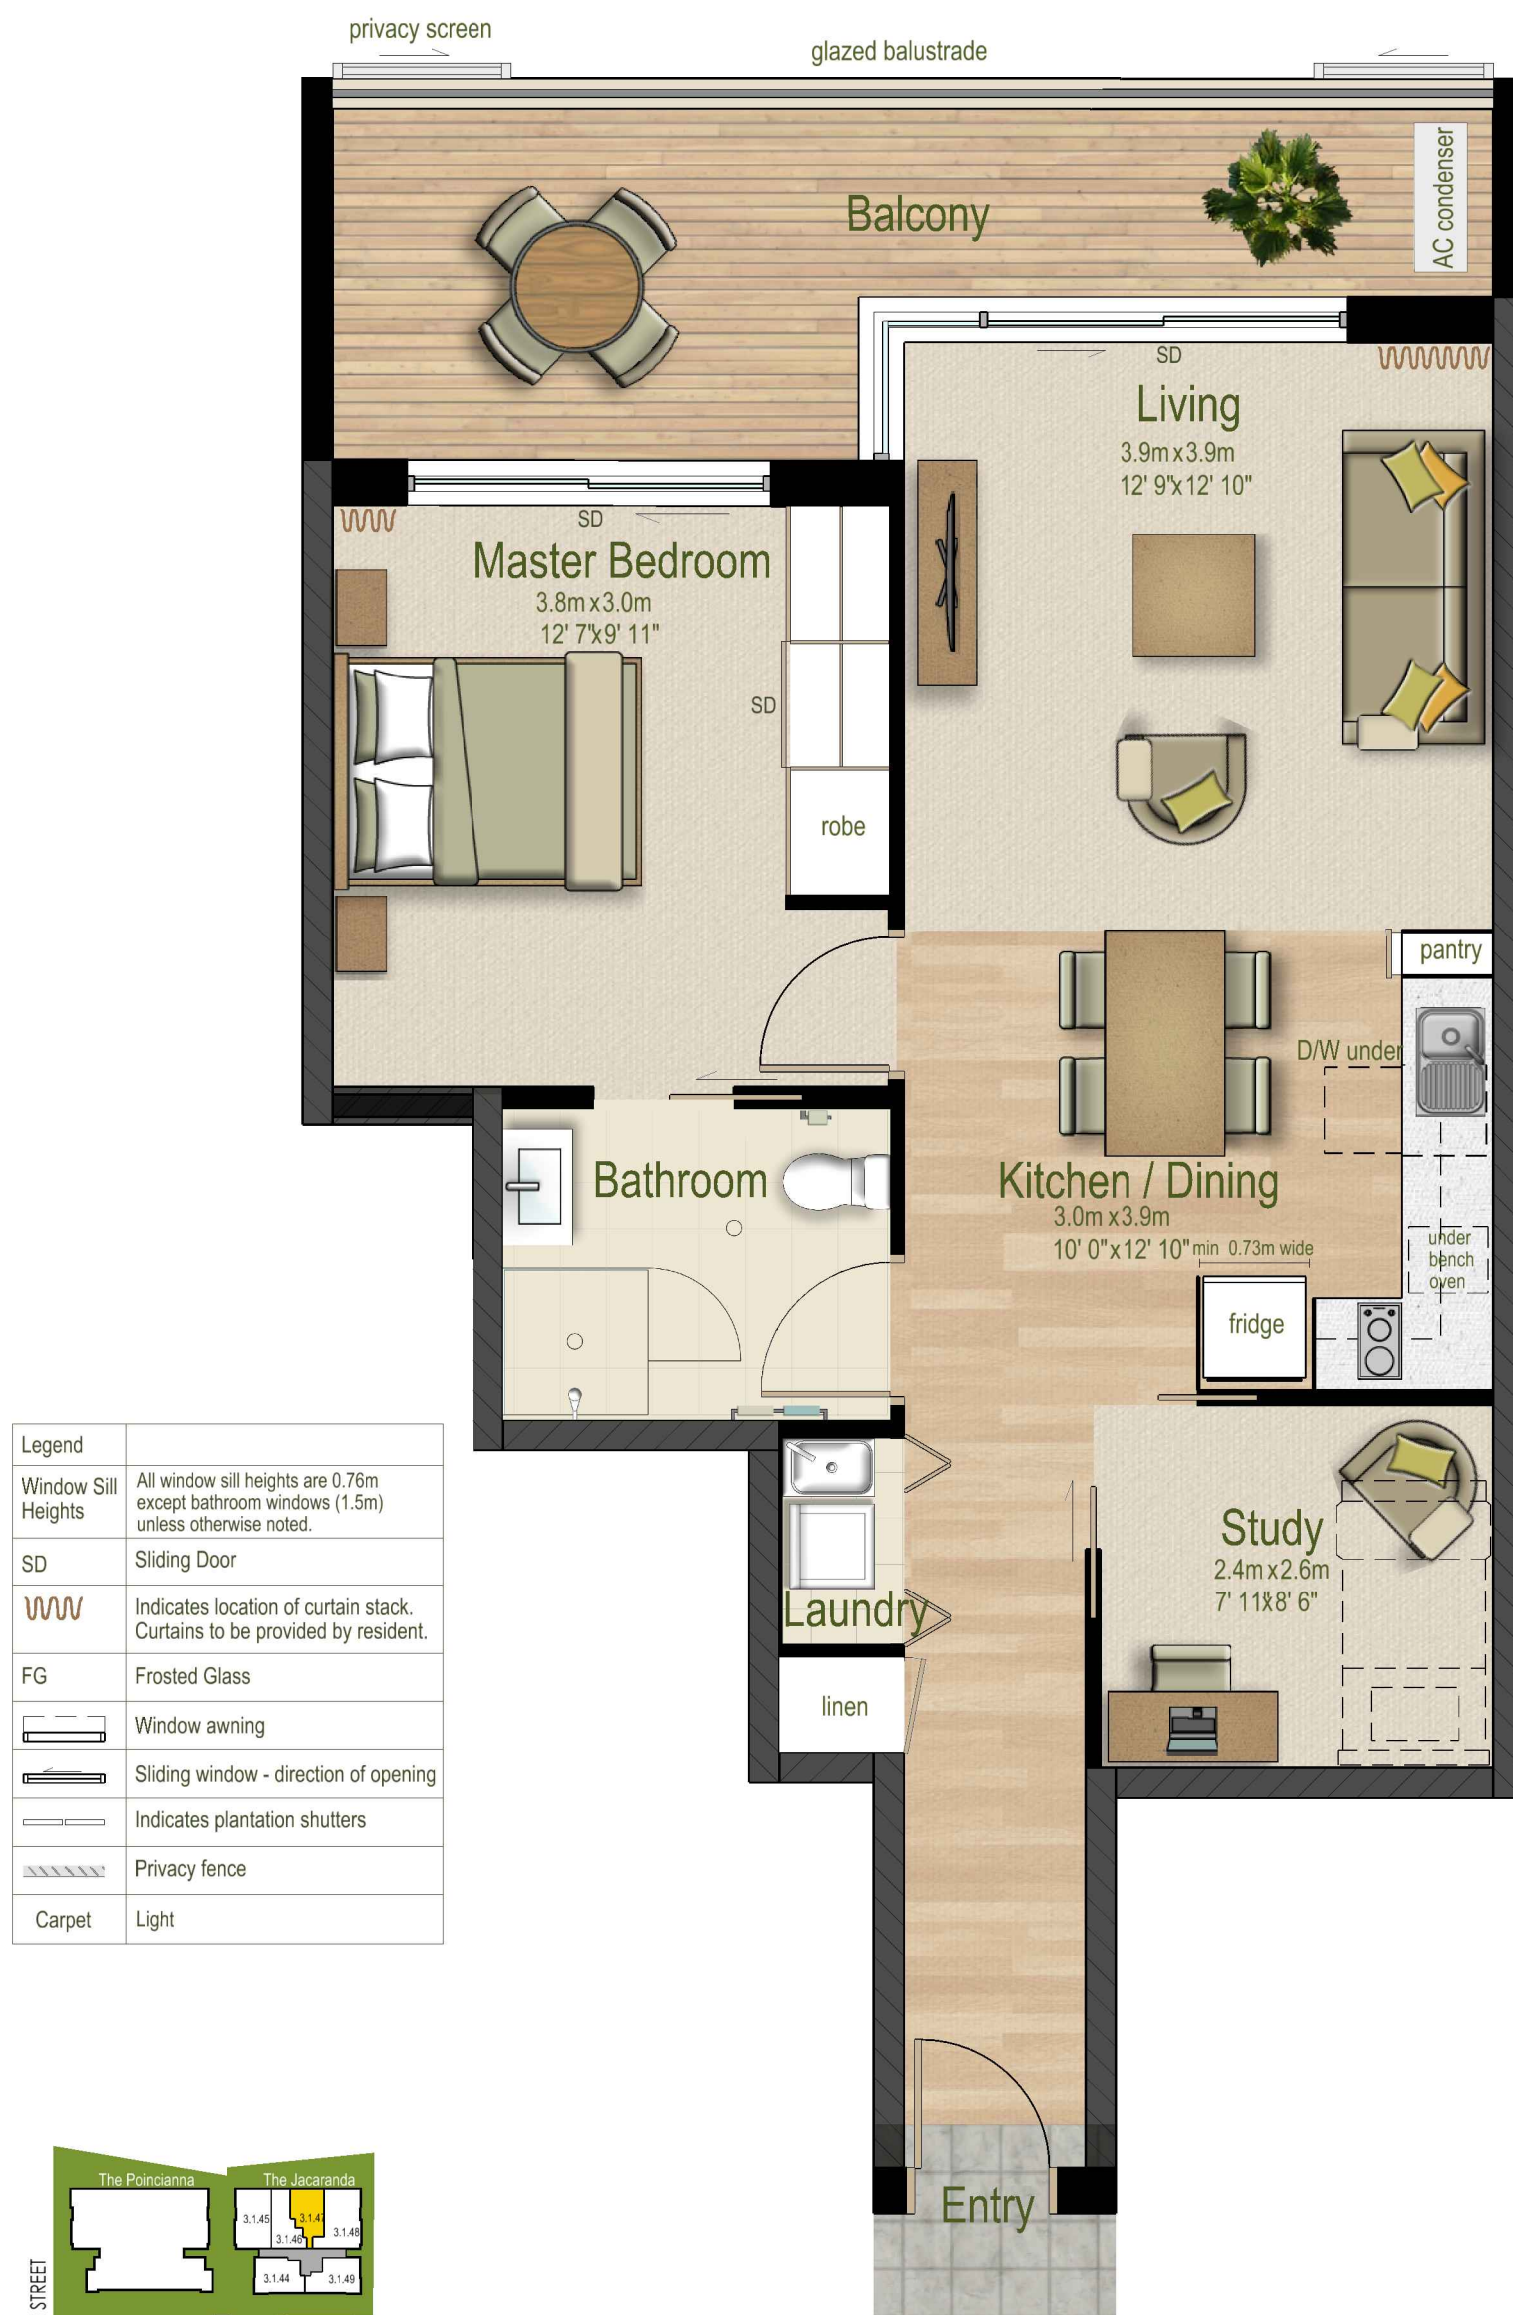 privacy screen
glazed balustrade
Balcony
AC condenser
SD
Living
3.9m x 3.9m
12' 9"x 12' 10"
SD
Master Bedroom
3.8m x 3.0m
12' 7"x 9' 11"
SD
robe
pantry
D/W under
Bathroom
Kitchen / Dining
3.0m x 3.9m
10' 0" x 12' 10"
min 0.73m wide
under
bench
oven
fridge
Study
2.4m x 2.6m
7' 11"x 8' 6"
Laundry
linen
Entry
Legend
Window Sill Heights
All window sill heights are 0.76m
except bathroom windows (1.5m)
unless otherwise noted.
SD Sliding Door
Indicates location of curtain stack.
Curtains to be provided by resident.
FG Frosted Glass
Window awning
Sliding window - direction of opening
Indicates plantation shutters
Privacy fence
Carpet Light
The Poincianna
The Jacaranda
3.1.45
3.1.46
3.1.47
3.1.48
3.1.44
3.1.49
STREET